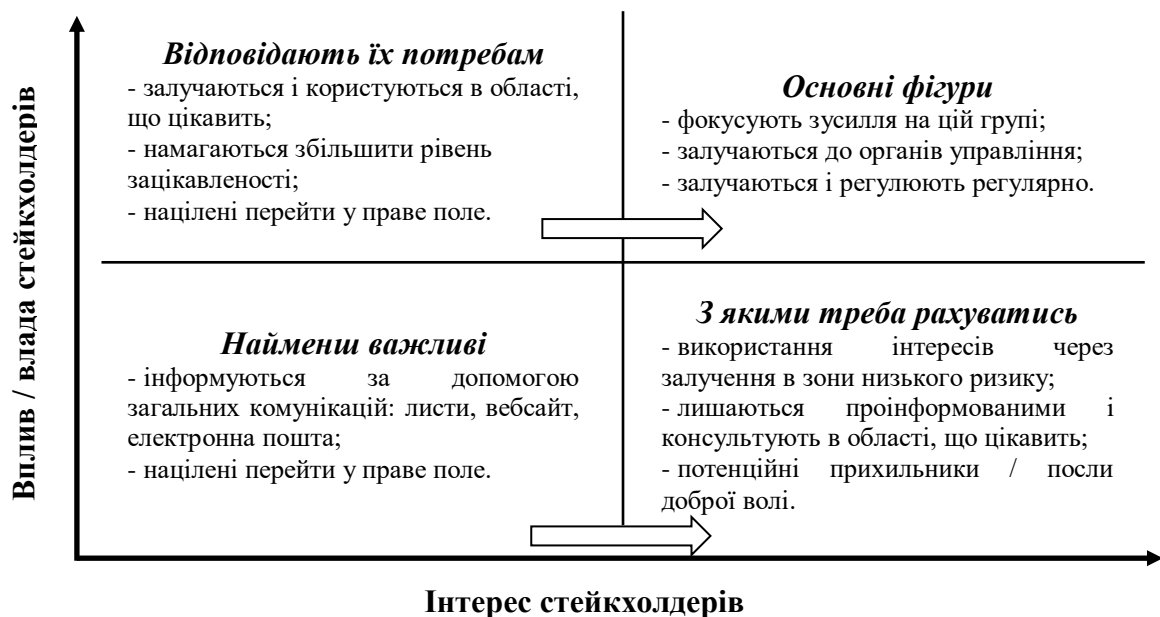 Вплив / влада стейкхолдерів
Відповідають їх потребам
- залучаються і користуються в області,
що цікавить;
- намагаються збільшити рівень
зацікавленості;
- націлені перейти у праве поле.
Основні фігури
- фокусують зусилля на цій групі;
- залучаються до органів управління;
- залучаються і регулюють регулярно.
Найменш важливі
- інформуються за допомогою
загальних комунікацій: листи, вебсайт,
електронна пошта;
- націлені перейти у праве поле.
З якими треба рахуватись
- використання інтересів через
залучення в зони низького ризику;
- лишаються проінформованими і
консультують в області, що цікавить;
- потенційні прихильники / посли
доброї волі.
Інтерес стейкхолдерів